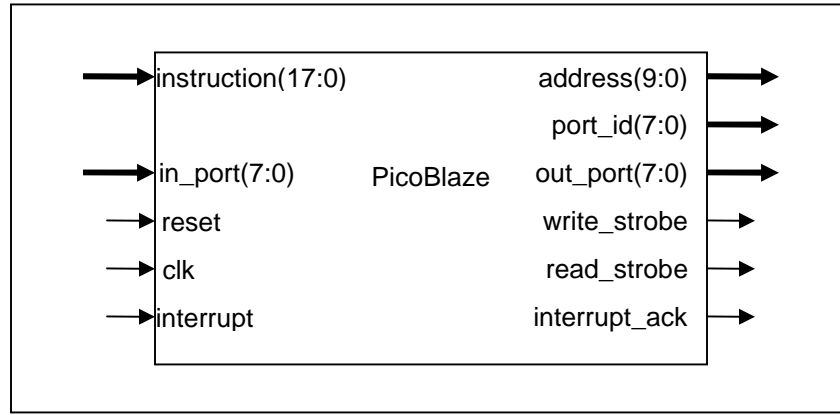 instruction(17:0) address(9:0)
port_id(7:0)
in_port(7:0) PicoBlaze out_port(7:0)
reset write_strobe
clk read_strobe
interrupt interrupt_ack